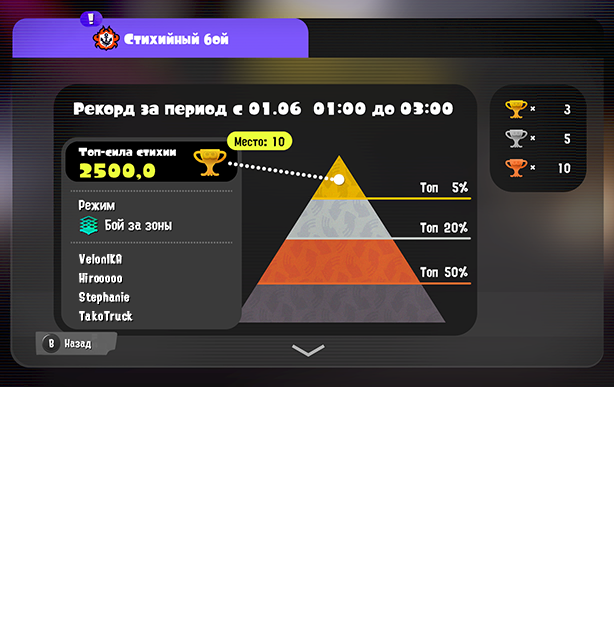 !
Стихийный бой
Рекорд за период с 01.06 01:00 до 03:00
Топ-сила стихии
2500,0
Место: 10
Режим
Бой за зоны
VelonIKA
Hirooooo
Stephanie
TakoTruck
Топ 5%
Топ 20%
Топ 50%
× 3
× 5
× 10
B Назад